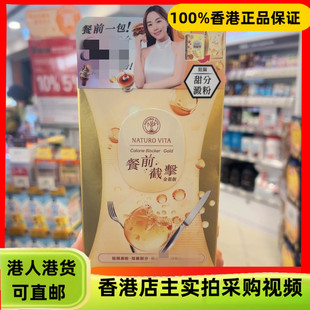 100%香港正品保证
餐前一包!
阻截
甜分
澱粉
10%
NATURO VITA
Calorie Blocker - Gold
餐前
截擊
港人港货
可直邮
香港店主实拍采购视频